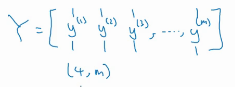 Y = [ y^(1) y^(2) y^(3), ...., y^(m) ]
(4, m)